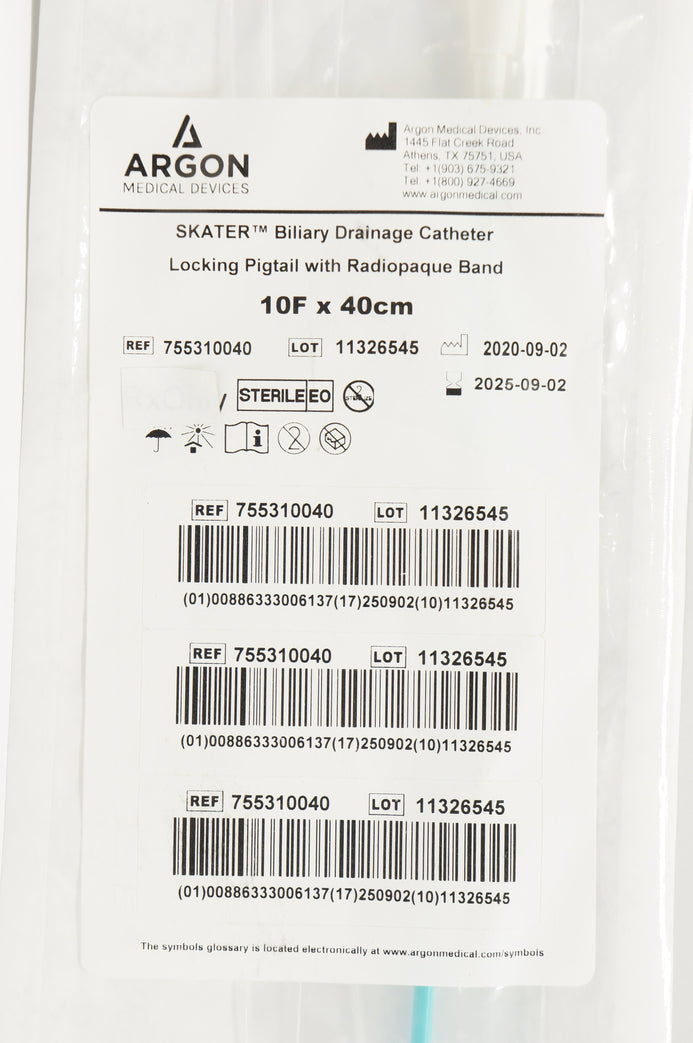 ARGON
MEDICAL DEVICES
Argon Medical Devices, Inc.
1445 Flat Creek Road
Athens, TX 75751, USA
Tel. +1(903) 675-9321
Tel. +1(800) 927-4669
www.argonmedical.com
SKATER™ Biliary Drainage Catheter
Locking Pigtail with Radiopaque Band
10F x 40cm
REF 755310040 LOT 11326545 2020-09-02
2025-09-02
STERILE EO 2 STERILIZE
i 2
REF 755310040 LOT 11326545
(01)00886333006137(17)250902(10)11326545
REF 755310040 LOT 11326545
(01)00886333006137(17)250902(10)11326545
REF 755310040 LOT 11326545
(01)00886333006137(17)250902(10)11326545
The symbols glossary is located electronically at www.argonmedical.com/symbols